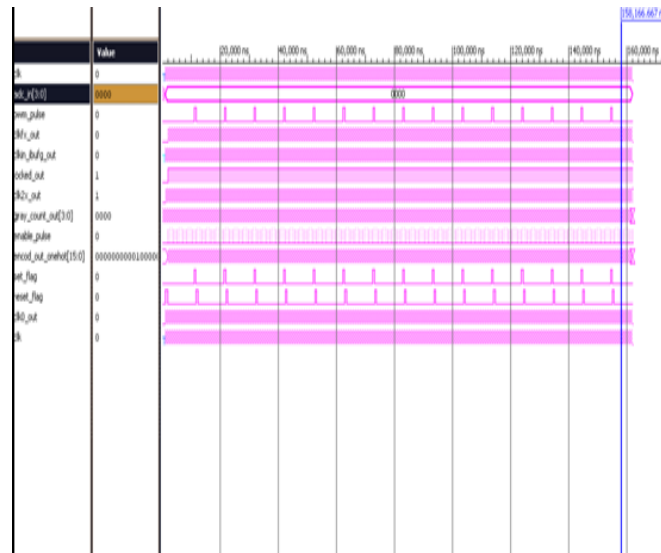 158,166.667 n
Value
20,000 ns 40,000 ns 60,000 ns 80,000 ns 100,000 ns 120,000 ns 140,000 ns 160,000 ns
clk 0
adc_in[3:0] 0000 0000
pwm_pulse 0
clkfx_out 0
clkin_ibufg_out 0
locked_out 1
clk2x_out 1
gray_count_out[3:0] 0000
enable_pulse 0
encod_out_onehot[15:0] 00000000001000000
set_flag 0
reset_flag 0
clk0_out 0
clk 0